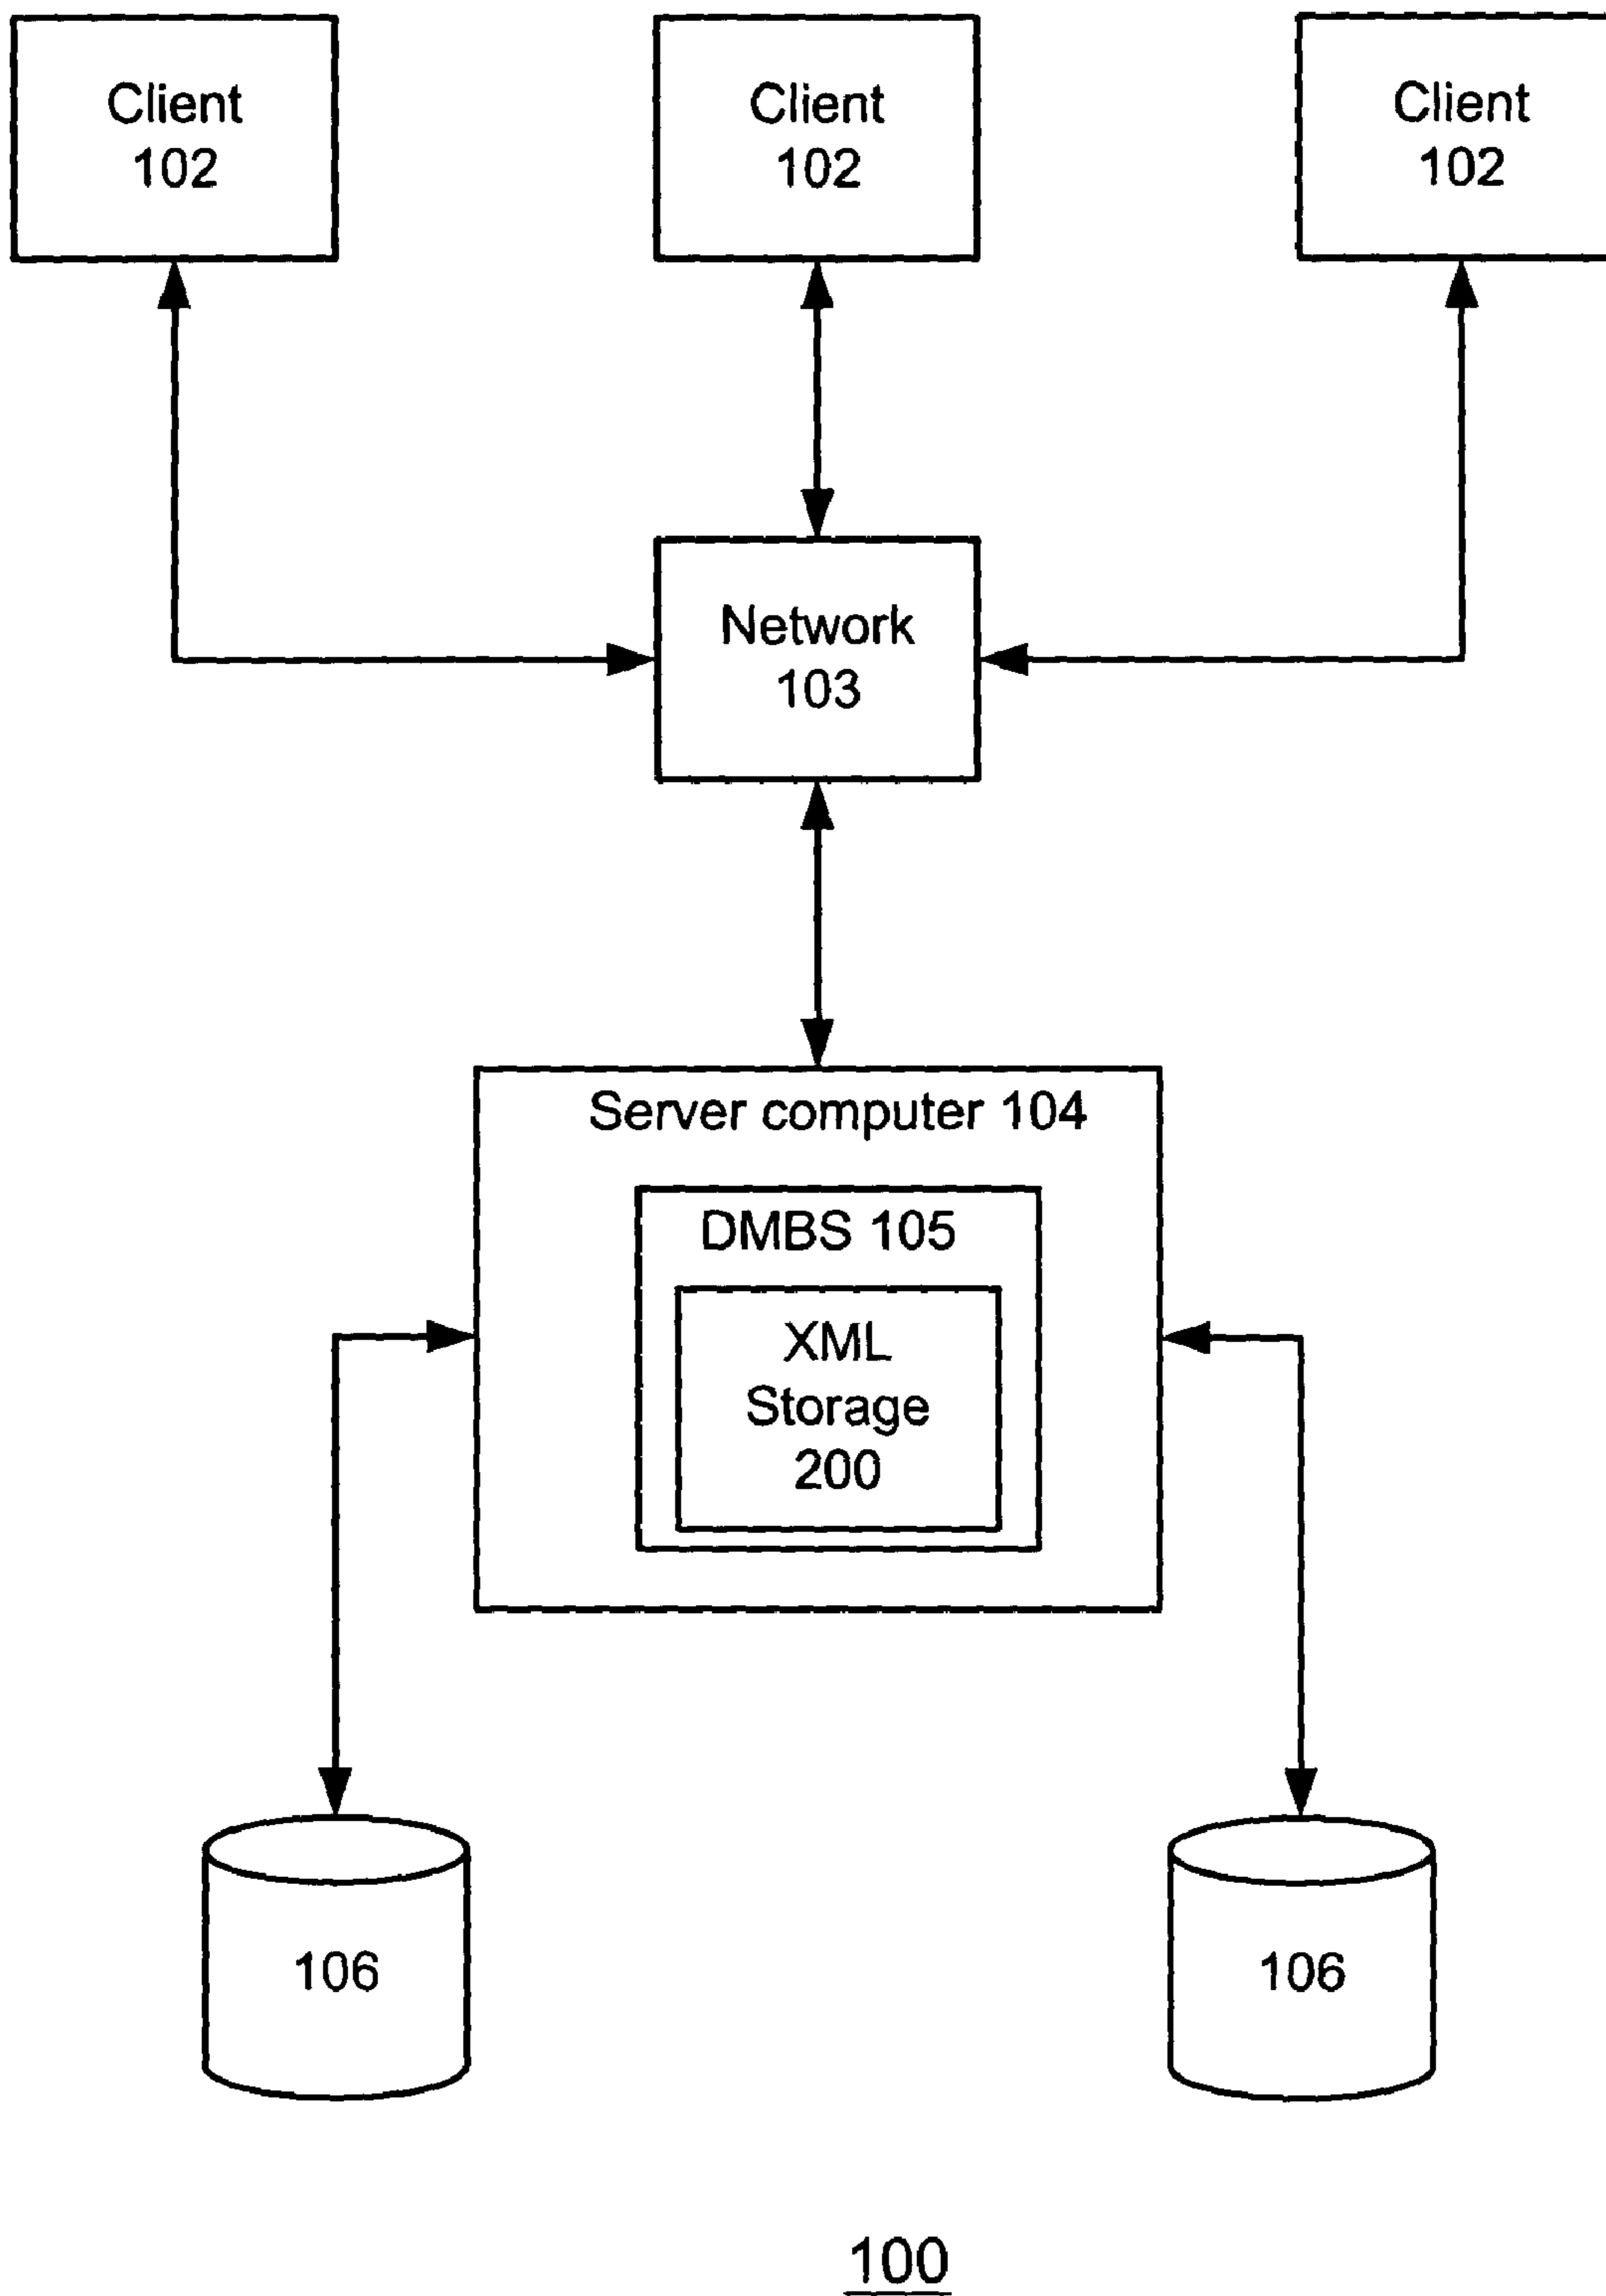 Client
102
Client
102
Client
102
Network
103
Server computer 104
DMBS 105
XML
Storage
200
106
106
100